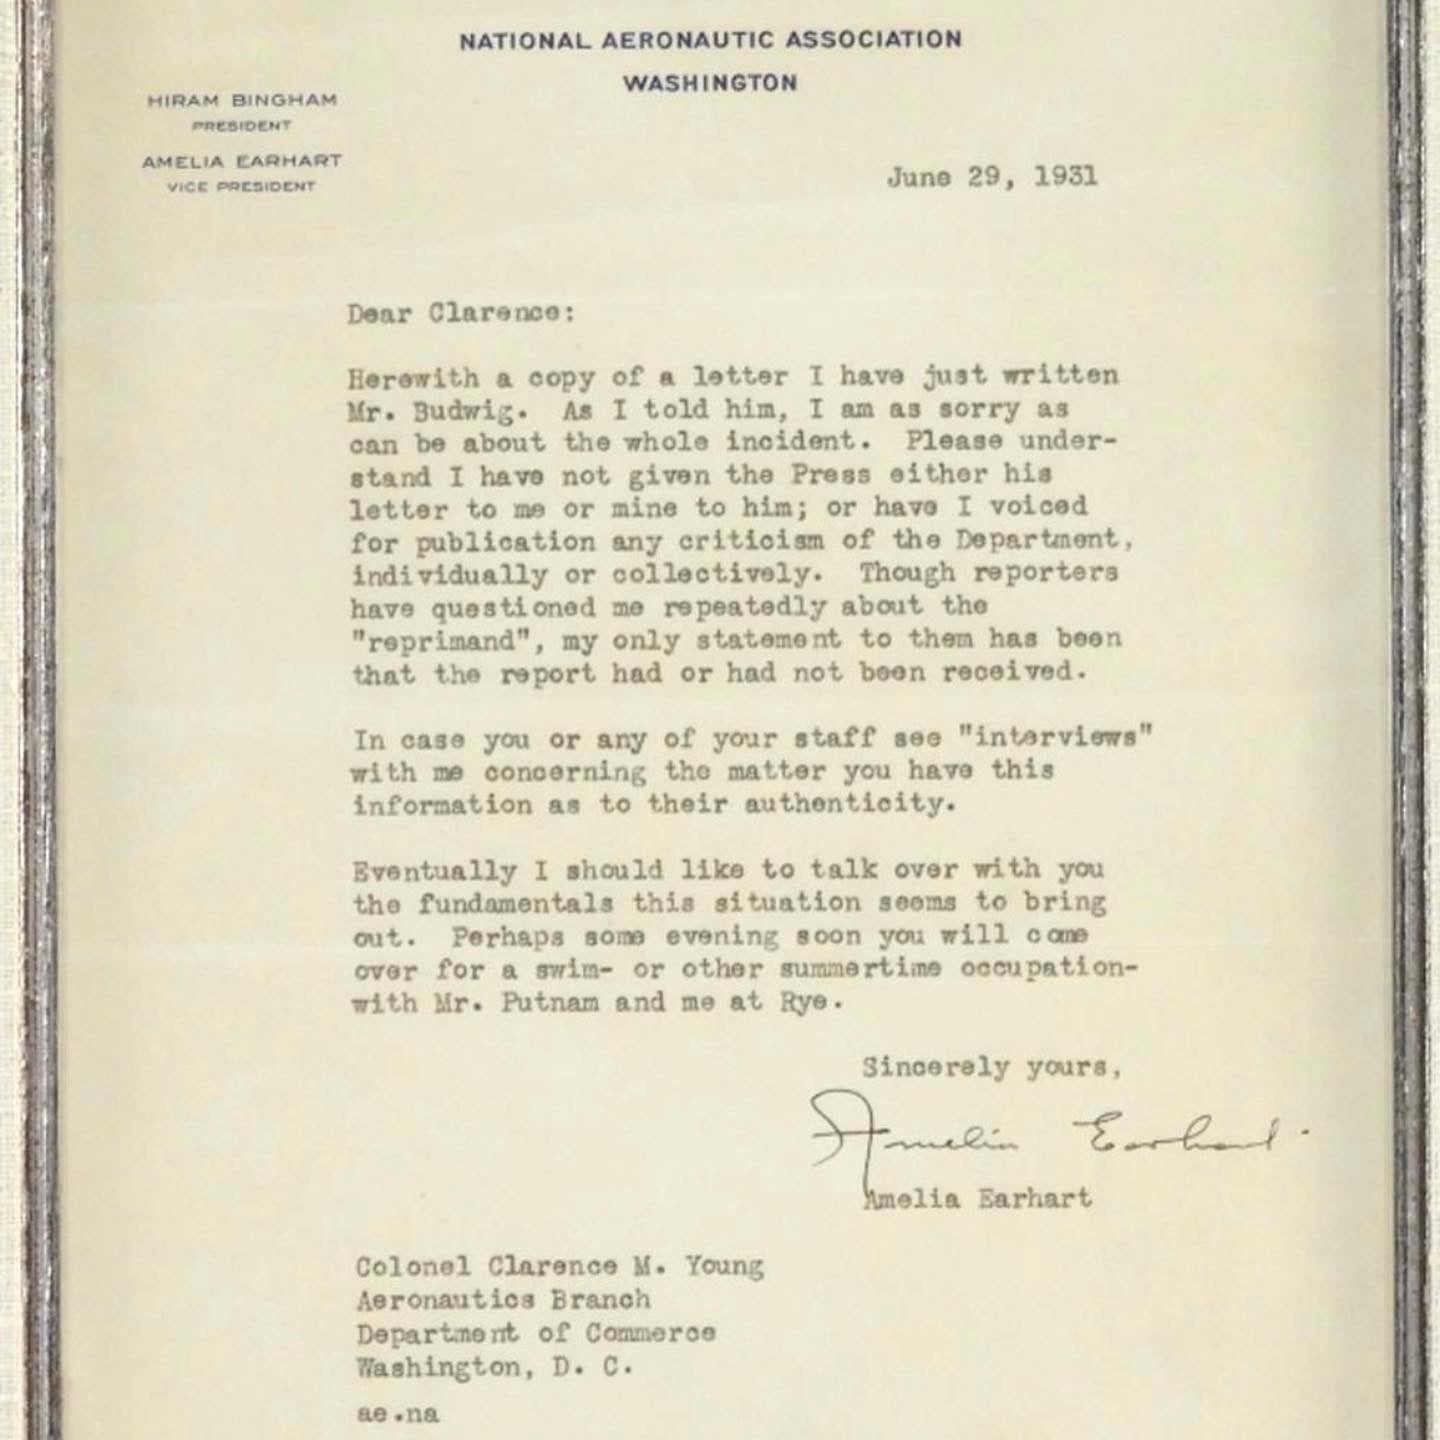 NATIONAL AERONAUTIC ASSOCIATION
WASHINGTON
HIRAM BINGHAM
PRESIDENT
AMELIA EARHART
VICE PRESIDENT
June 29, 1931
Dear Clarence:
Herewith a copy of a letter I have just written
Mr. Budwig.  As I told him, I am as sorry as
can be about the whole incident.  Please under-
stand I have not given the Press either his
letter to me or mine to him; or have I voiced
for publication any criticism of the Department,
individually or collectively.  Though reporters
have questioned me repeatedly about the
"reprimand", my only statement to them has been
that the report had or had not been received.
In case you or any of your staff see "interviews"
with me concerning the matter you have this
information as to their authenticity.
Eventually I should like to talk over with you
the fundamentals this situation seems to bring
out.  Perhaps some evening soon you will come
over for a swim- or other summertime occupation-
with Mr. Putnam and me at Rye.
Sincerely yours,
Amelia Earhart
Amelia Earhart
Colonel Clarence M. Young
Aeronautics Branch
Department of Commerce
Washington, D. C.
ae.na